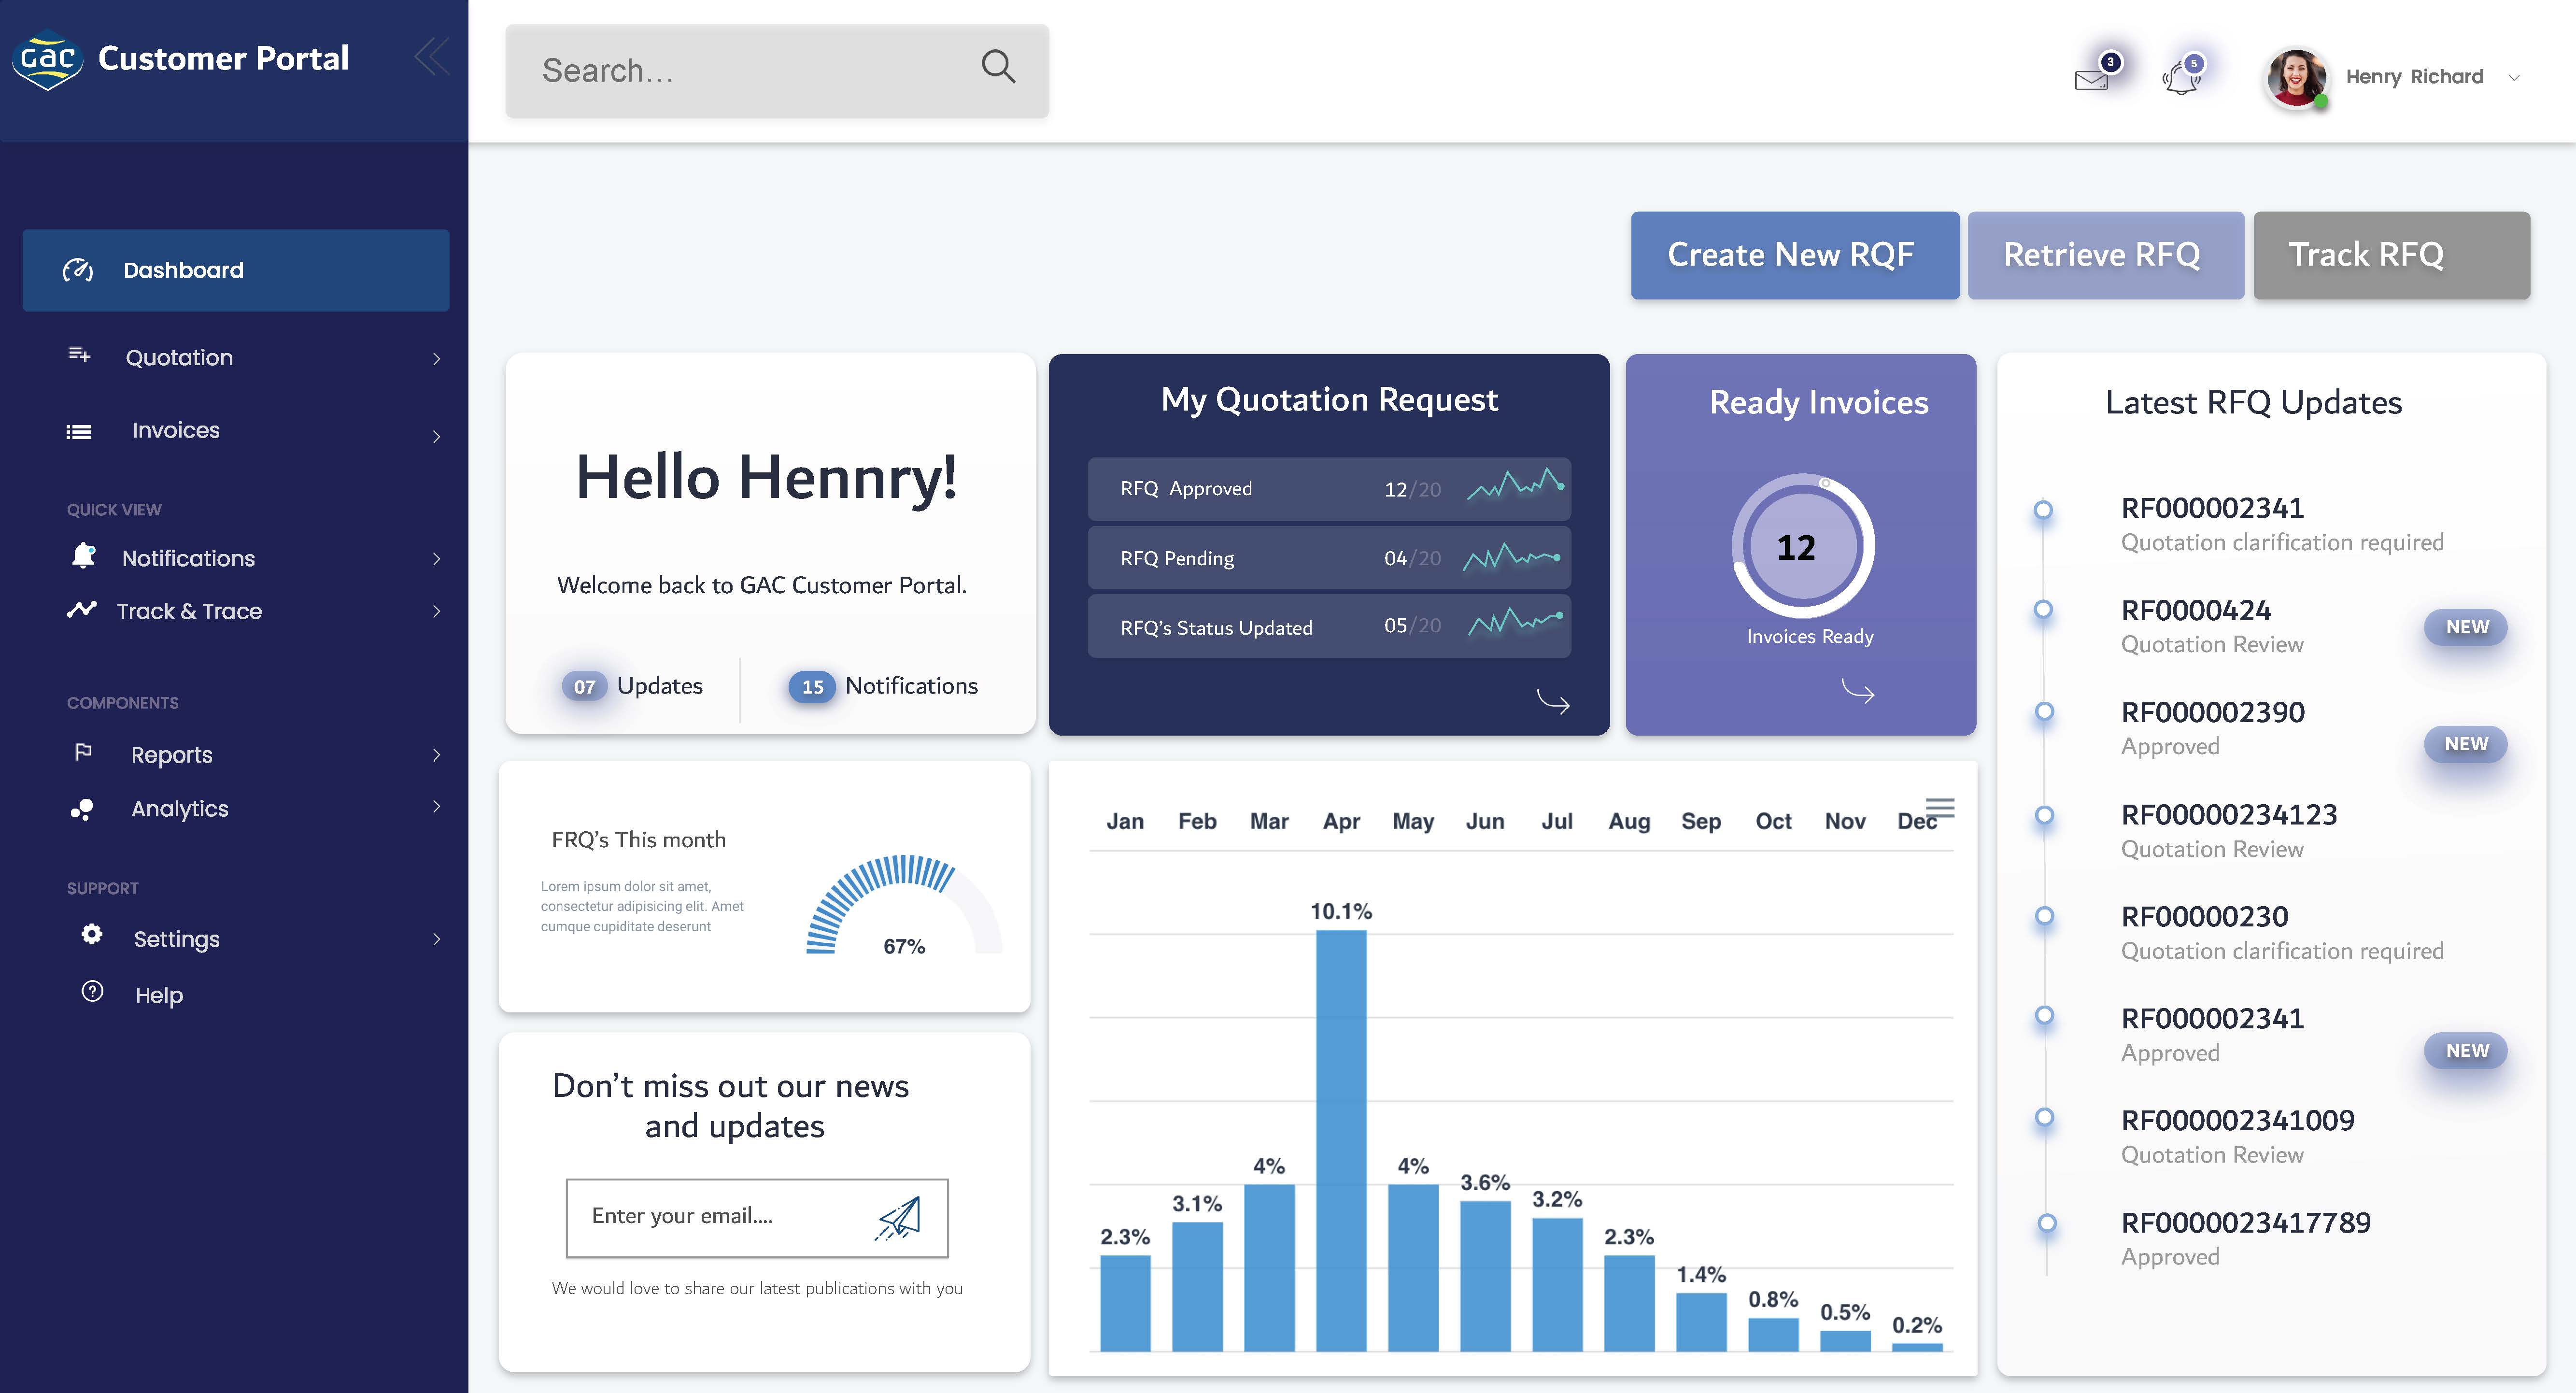 GAC Customer Portal
Search...
3
5
Henry Richard
Dashboard
Quotation
Invoices
QUICK VIEW
Notifications
Track & Trace
COMPONENTS
Reports
Analytics
SUPPORT
Settings
Help
Create New RQF
Retrieve RFQ
Track RFQ
Hello Hennry!
Welcome back to GAC Customer Portal.
07 Updates
15 Notifications
My Quotation Request
RFQ Approved 12/20
RFQ Pending 04/20
RFQ's Status Updated 05/20
Ready Invoices
12
Invoices Ready
Latest RFQ Updates
RF000002341
Quotation clarification required
RF0000424
Quotation Review
NEW
RF000002390
Approved
NEW
RF00000234123
Quotation Review
RF00000230
Quotation clarification required
RF000002341
Approved
NEW
RF000002341009
Quotation Review
RF0000023417789
Approved
FRQ's This month
Lorem ipsum dolor sit amet,
consectetur adipisicing elit. Amet
cumque cupiditate deserunt
67%
Don't miss out our news
and updates
Enter your email....
We would love to share our latest publications with you
Jan Feb Mar Apr May Jun Jul Aug Sep Oct Nov Dec
2.3% 3.1% 4% 10.1% 4% 3.6% 3.2% 2.3% 1.4% 0.8% 0.5% 0.2%